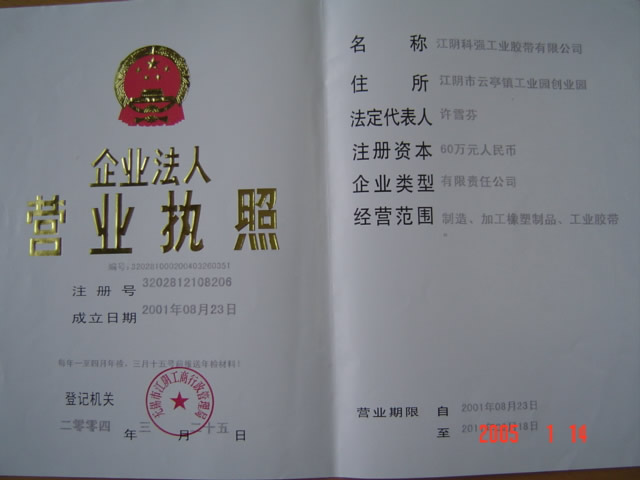 企业法人
营业执照
注册号 3202812108206
成立日期 2001年08月23日
登记机关
二零零四年三月二十五日
名称 江阴科强工业胶带有限公司
住所 江阴市云亭镇工业园创业园
法定代表人 许雪芬
注册资本 60万元人民币
企业类型 有限责任公司
经营范围 制造、加工橡塑制品、工业胶带
。
营业期限 自 2001年08月23日
至
2005 1 14